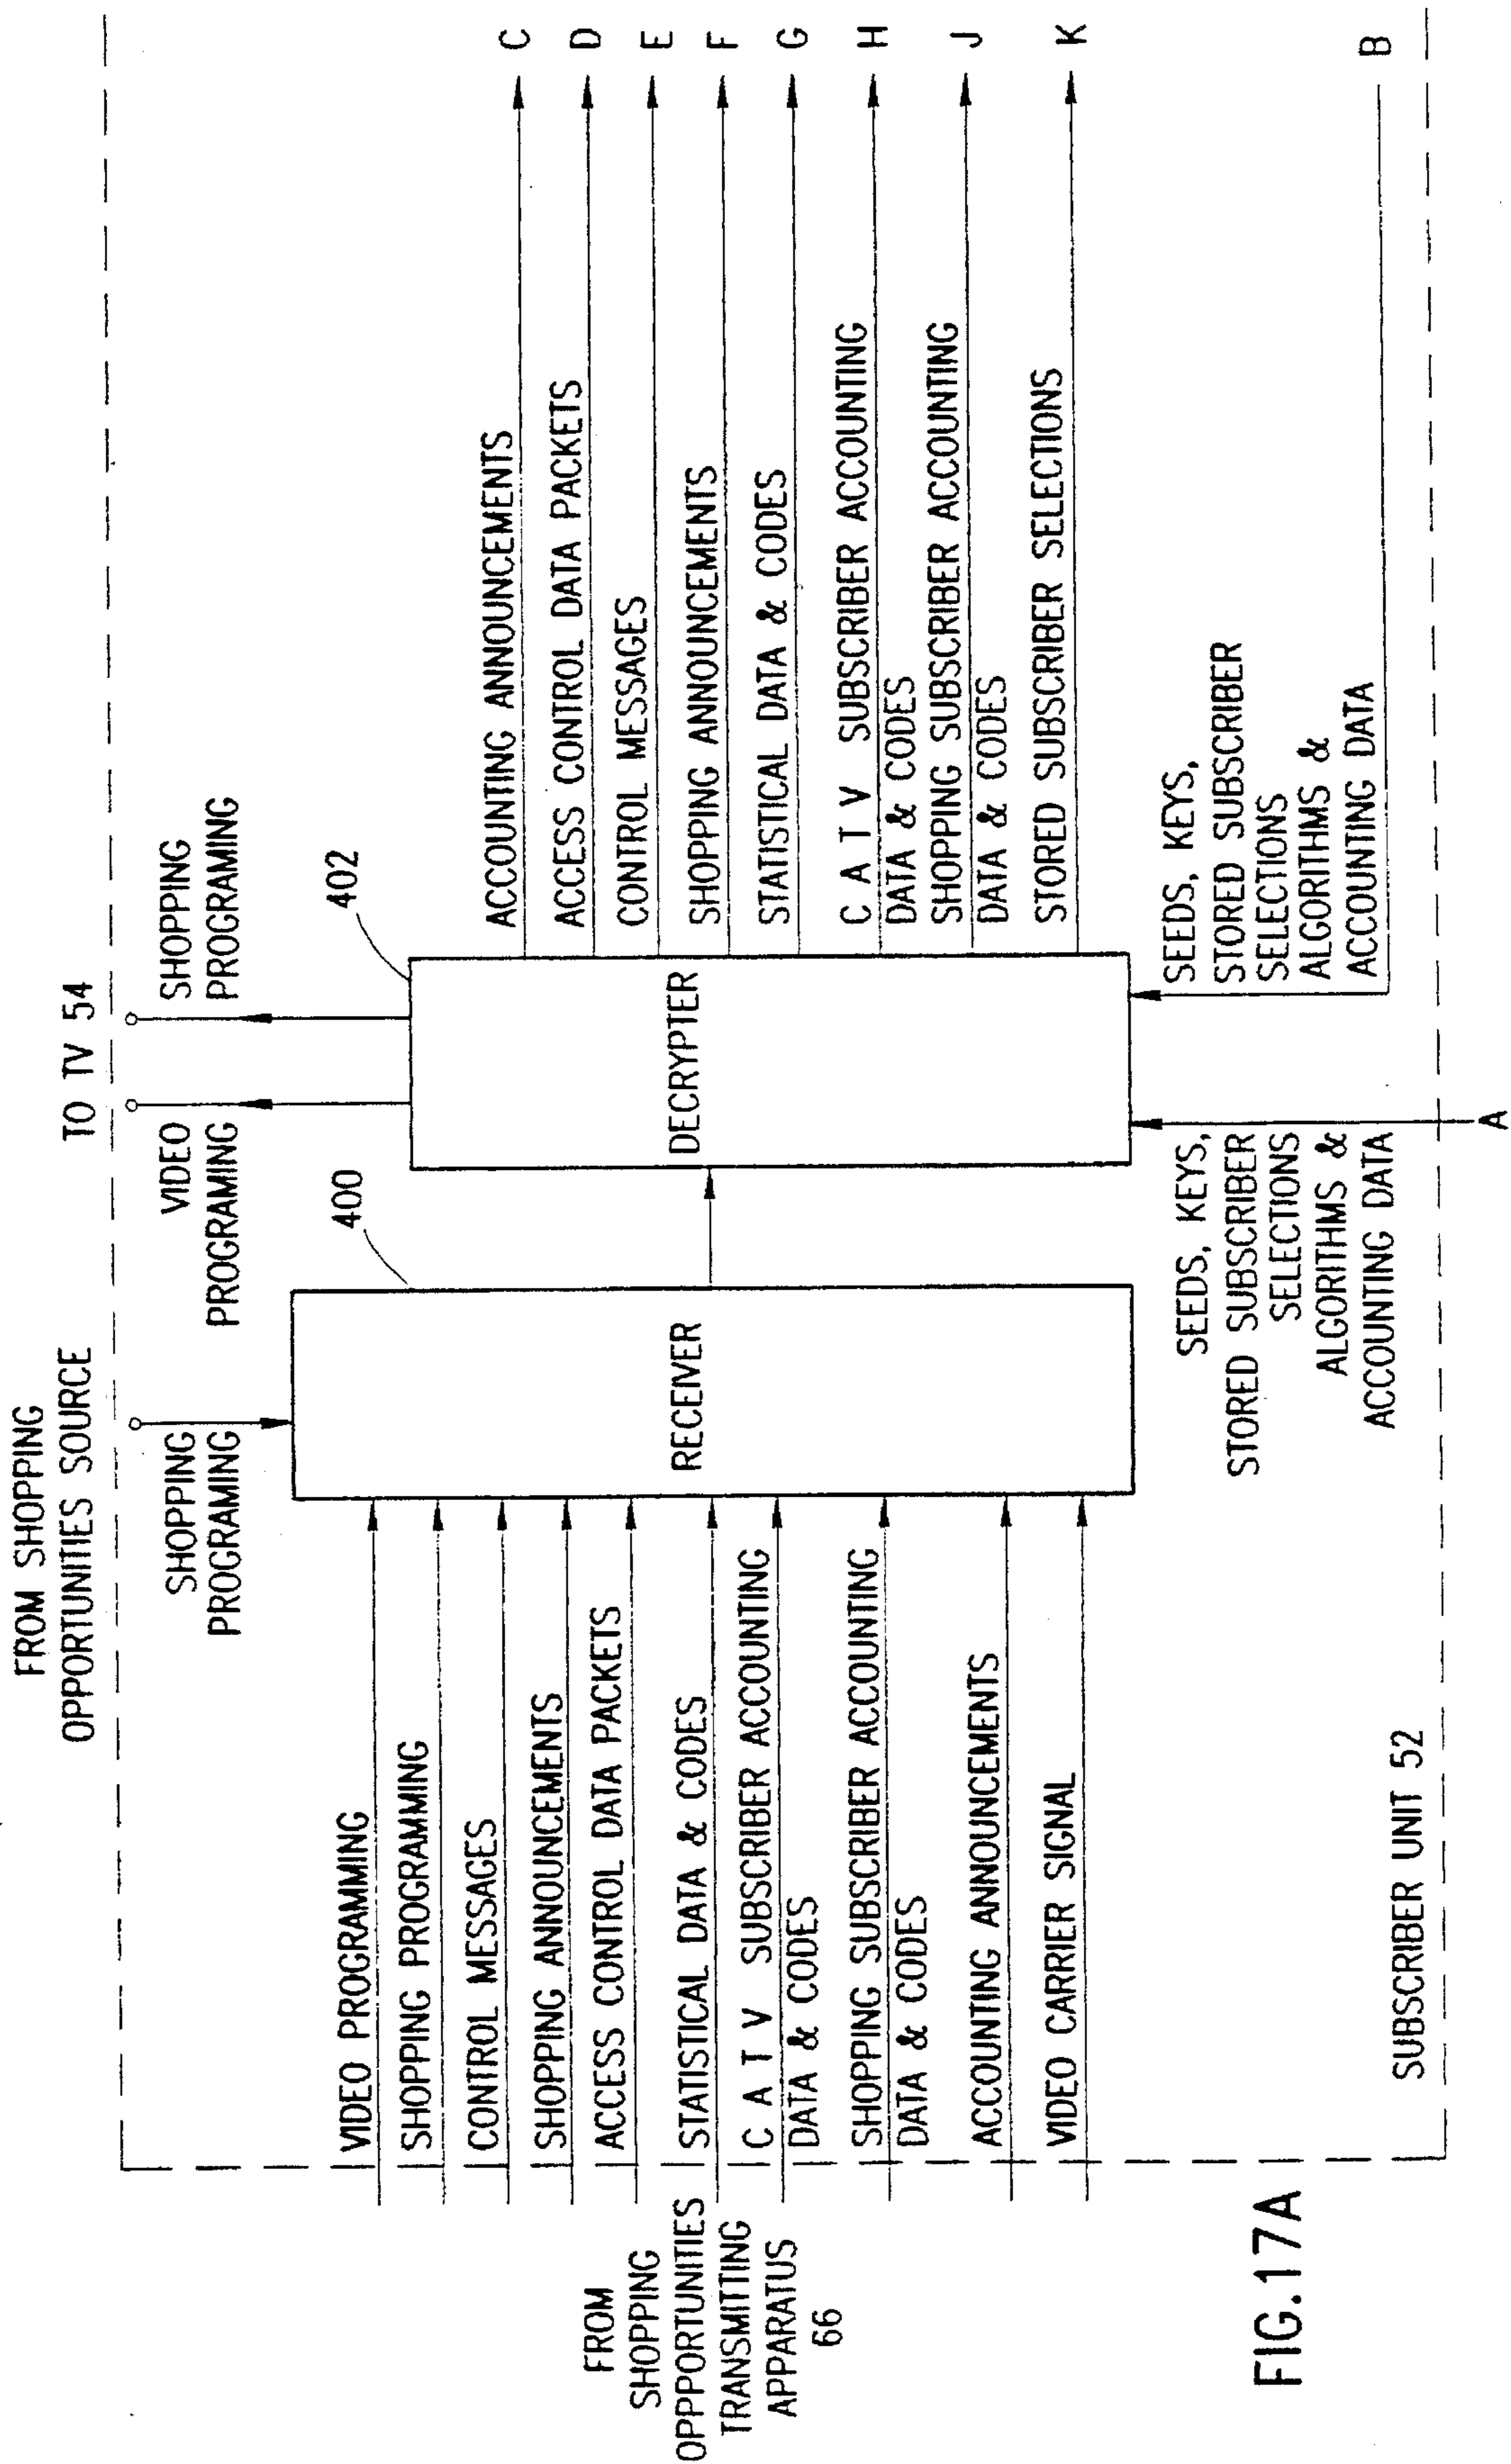 FROM SHOPPING
OPPORTUNITIES SOURCE
TO TV 54
SHOPPING
PROGRAMING
VIDEO
PROGRAMING
SHOPPING
PROGRAMING
400
402
VIDEO PROGRAMMING
SHOPPING PROGRAMMING
CONTROL MESSAGES
SHOPPING ANNOUNCEMENTS
ACCESS CONTROL DATA PACKETS
STATISTICAL DATA & CODES
C A T V SUBSCRIBER ACCOUNTING
DATA & CODES
SHOPPING SUBSCRIBER ACCOUNTING
DATA & CODES
ACCOUNTING ANNOUNCEMENTS
VIDEO CARRIER SIGNAL
FROM
SHOPPING
OPPPORTUNITIES
TRANSMITTING
APPARATUS
66
RECEIVER
DECRYPTER
ACCOUNTING ANNOUNCEMENTS
C
ACCESS CONTROL DATA PACKETS
D
CONTROL MESSAGES
E
SHOPPING ANNOUNCEMENTS
F
STATISTICAL DATA & CODES
G
C A T V SUBSCRIBER ACCOUNTING
DATA & CODES
H
SHOPPING SUBSCRIBER ACCOUNTING
DATA & CODES
J
STORED SUBSCRIBER SELECTIONS
K
SEEDS, KEYS,
STORED SUBSCRIBER
SELECTIONS
ALGORITHMS &
ACCOUNTING DATA
A
SEEDS, KEYS,
STORED SUBSCRIBER
SELECTIONS
ALGORITHMS &
ACCOUNTING DATA
B
SUBSCRIBER UNIT 52
FIG.17A